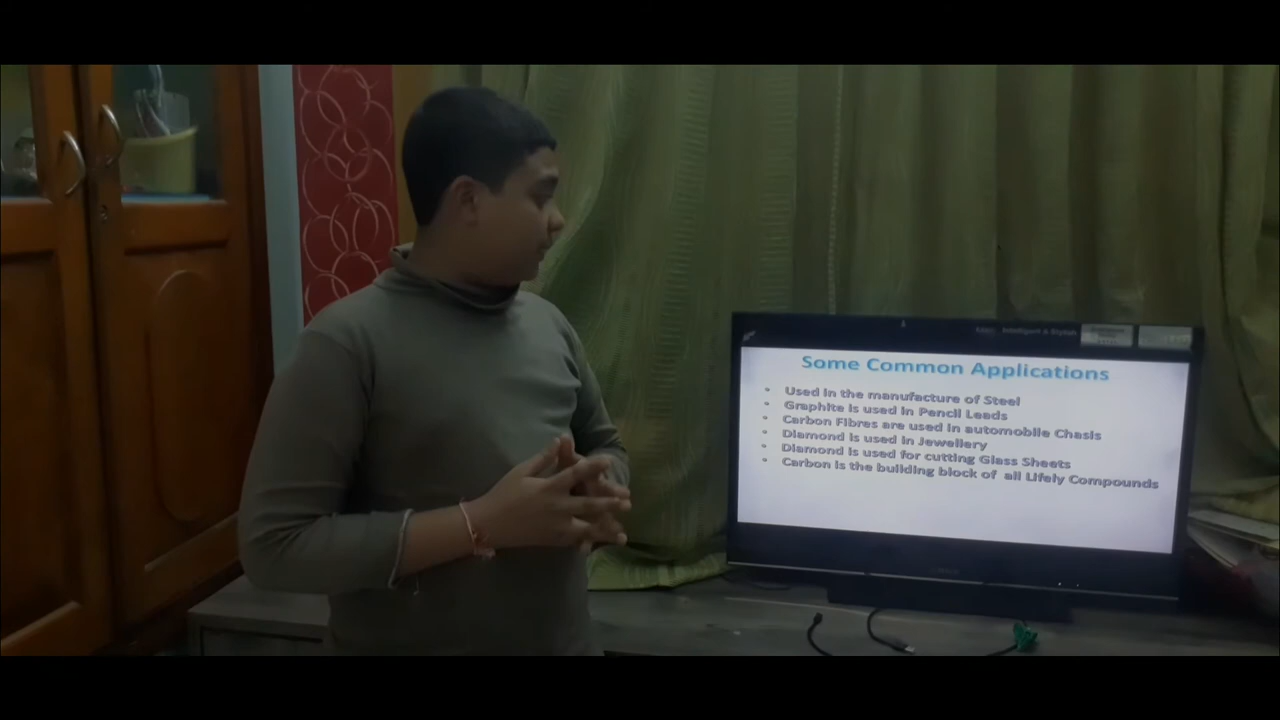 Intelligent & Digital
Some Common Applications
• Used in the manufacture of Steel
• Graphite is used in Pencil Leads
• Carbon Fibres are used in automobile Chasis
• Diamond is used in Jewellery
• Diamond is used for cutting Glass Sheets
• Carbon is the building block of all Lifely Compounds